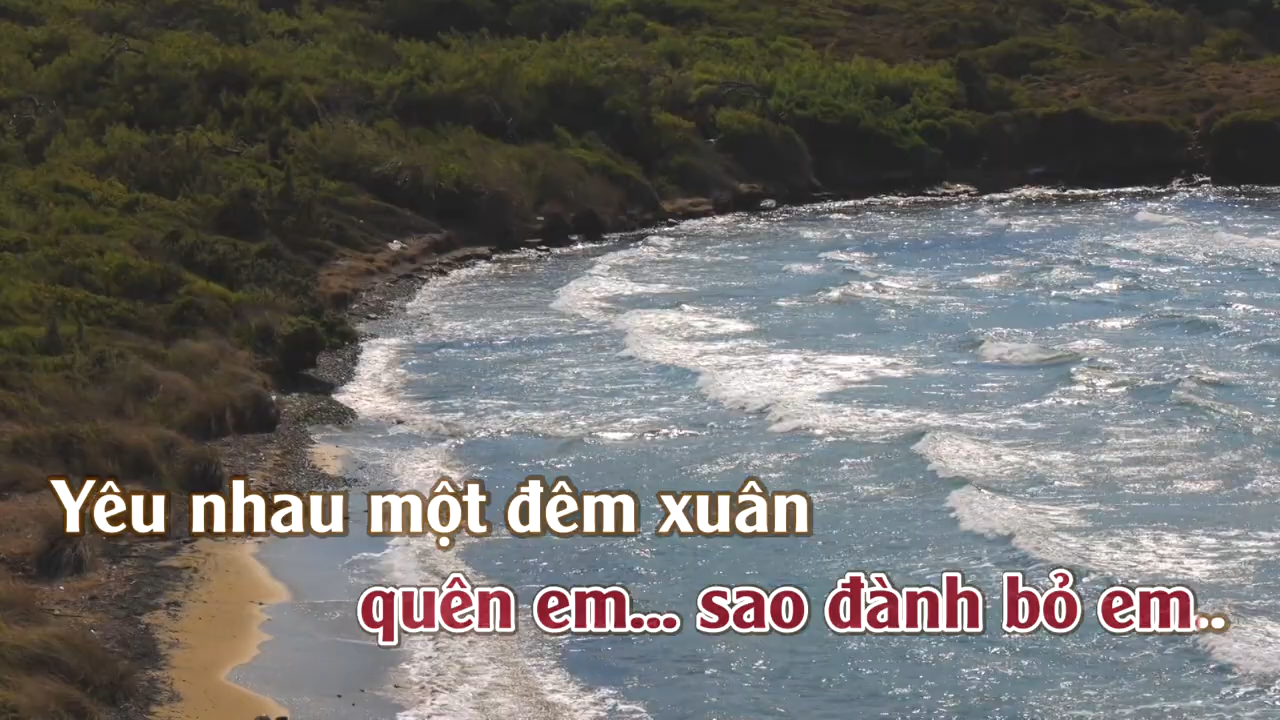 Yêu nhau một đêm xuân
quên em... sao đành bỏ em..